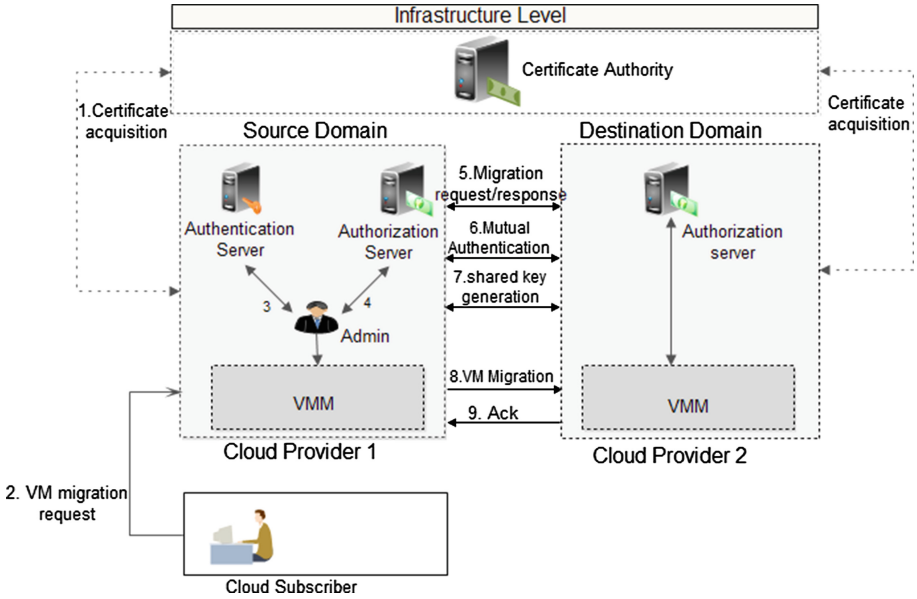 Infrastructure Level
Certificate Authority
1.Certificate
acquisition
Certificate
acquisition
Source Domain
Destination Domain
Authentication
Server
Authorization
Server
5.Migration
request/response
6.Mutual
Authentication
7.shared key
generation
Authorization
server
3
4
Admin
VMM
8.VM Migration
9. Ack
VMM
Cloud Provider 1
Cloud Provider 2
2. VM migration
request
Cloud Subscriber